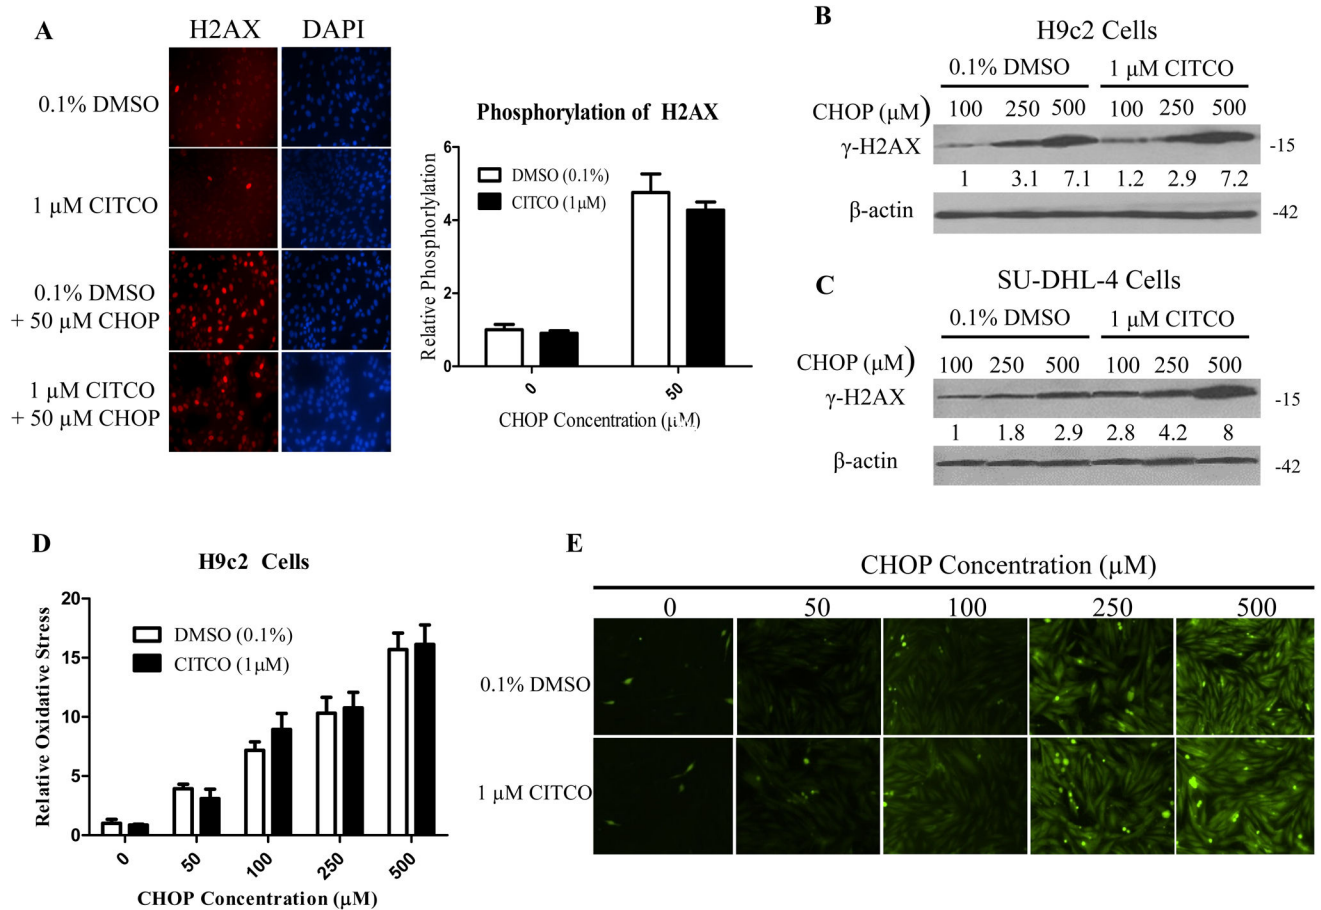 A
H2AX DAPI
0.1% DMSO
1 µM CITCO
0.1% DMSO
+ 50 µM CHOP
1 µM CITCO
+ 50 µM CHOP
Phosphorylation of H2AX
Relative Phosphorylation
6
4
2
0
DMSO (0.1%)
CITCO (1µM)
0 50
CHOP Concentration (µM)
B
H9c2 Cells
0.1% DMSO 1 µM CITCO
CHOP (µM) 100 250 500 100 250 500
γ-H2AX -15
1 3.1 7.1 1.2 2.9 7.2
β-actin -42
C
SU-DHL-4 Cells
0.1% DMSO 1 µM CITCO
CHOP (µM) 100 250 500 100 250 500
γ-H2AX -15
1 1.8 2.9 2.8 4.2 8
β-actin -42
D
H9c2 Cells
Relative Oxidative Stress
20
15
10
5
0
DMSO (0.1%)
CITCO (1µM)
0 50 100 250 500
CHOP Concentration (µM)
E
CHOP Concentration (µM)
0 50 100 250 500
0.1% DMSO
1 µM CITCO